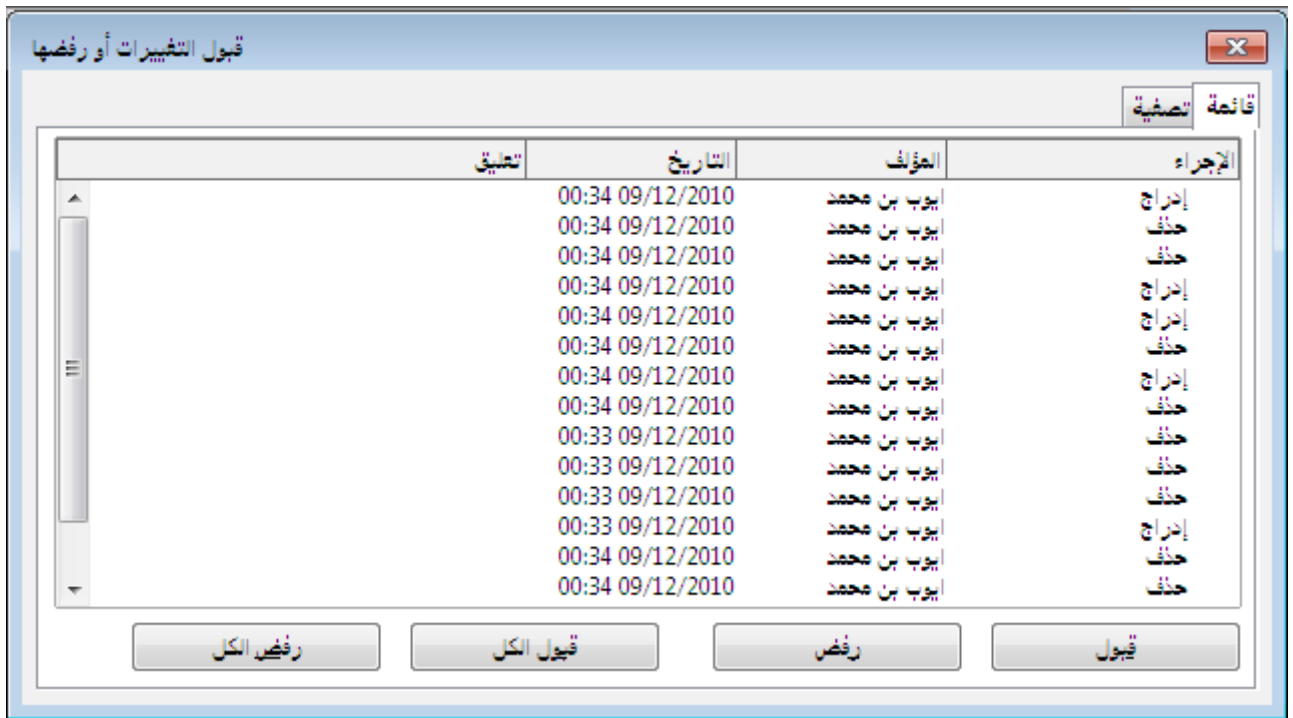 قبول التغييرات أو رفضها
قائمة تصفية
الإجراء المؤلف التاريخ تعليق
إدراج ايوب بن محمد 09/12/2010 00:34
حذف ايوب بن محمد 09/12/2010 00:34
حذف ايوب بن محمد 09/12/2010 00:34
إدراج ايوب بن محمد 09/12/2010 00:34
إدراج ايوب بن محمد 09/12/2010 00:34
حذف ايوب بن محمد 09/12/2010 00:34
إدراج ايوب بن محمد 09/12/2010 00:34
حذف ايوب بن محمد 09/12/2010 00:34
حذف ايوب بن محمد 09/12/2010 00:33
حذف ايوب بن محمد 09/12/2010 00:33
حذف ايوب بن محمد 09/12/2010 00:33
إدراج ايوب بن محمد 09/12/2010 00:33
حذف ايوب بن محمد 09/12/2010 00:34
حذف ايوب بن محمد 09/12/2010 00:34
قبول رفض قبول الكل رفض الكل